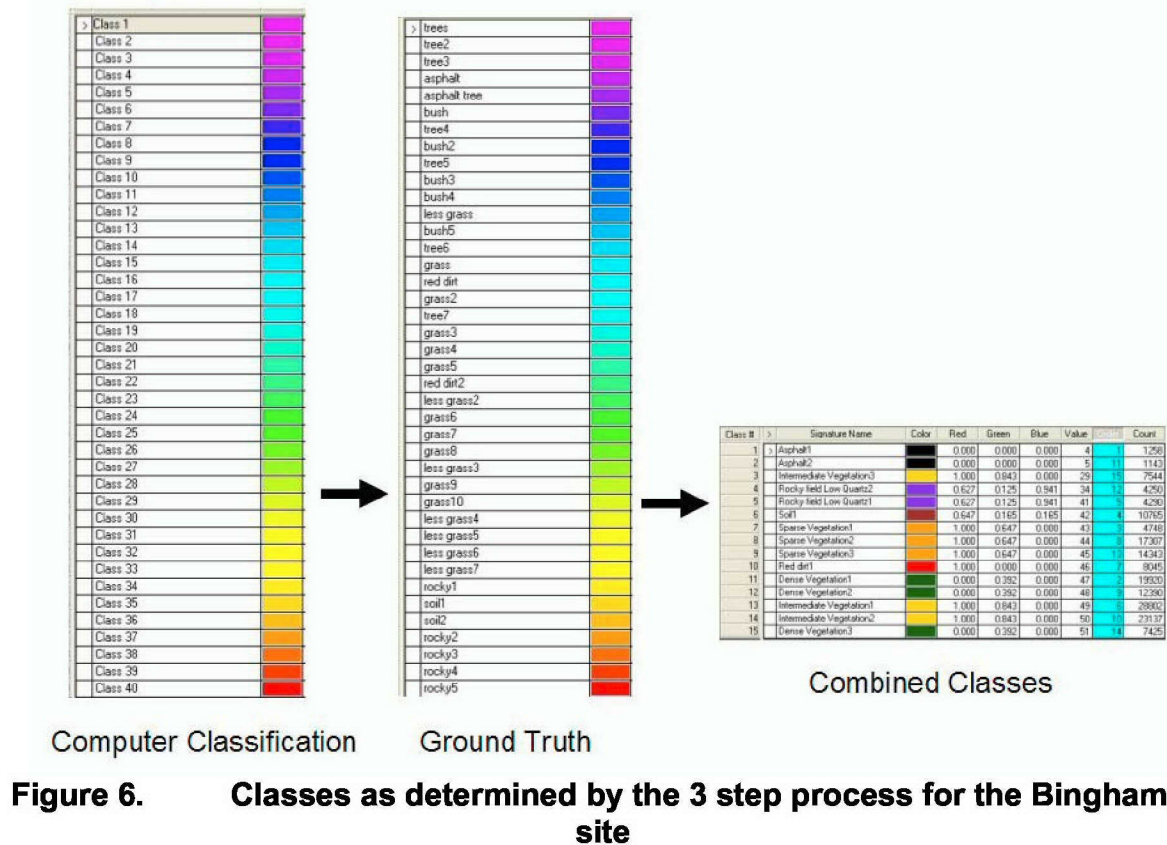 > Class 1
Class 2
Class 3
Class 4
Class 5
Class 6
Class 7
Class 8
Class 9
Class 10
Class 11
Class 12
Class 13
Class 14
Class 15
Class 16
Class 17
Class 18
Class 19
Class 20
Class 21
Class 22
Class 23
Class 24
Class 25
Class 26
Class 27
Class 28
Class 29
Class 30
Class 31
Class 32
Class 33
Class 34
Class 35
Class 36
Class 37
Class 38
Class 39
Class 40
Computer Classification
> trees
tree2
tree3
asphalt
asphalt tree
bush
tree4
bush2
tree5
bush3
bush4
less grass
bush5
tree6
grass
red dirt
grass2
tree7
grass3
grass4
grass5
red dirt2
less grass2
grass6
grass7
grass8
less grass3
grass9
grass10
less grass4
less grass5
less grass6
less grass7
rocky1
soil1
soil2
rocky2
rocky3
rocky4
rocky5
Ground Truth
Class # > Signature Name Color Red Green Blue Value Count
1 > Asphalt1 0.000 0.000 0.000 4 1 1258
2 Asphalt2 0.000 0.000 0.000 5 11 1143
3 Intermediate Vegetation3 1.000 0.843 0.000 29 15 7544
4 Rocky field Low Quartz2 0.627 0.125 0.941 34 12 4250
5 Rocky field Low Quartz1 0.627 0.125 0.941 41 5 4290
6 Soil1 0.647 0.165 0.165 42 4 10765
7 Sparse Vegetation1 1.000 0.647 0.000 43 3 4748
8 Sparse Vegetation2 1.000 0.647 0.000 44 8 17307
9 Sparse Vegetation3 1.000 0.647 0.000 45 13 14343
10 Red dirt1 1.000 0.000 0.000 46 7 8045
11 Dense Vegetation1 0.000 0.392 0.000 47 2 19920
12 Dense Vegetation2 0.000 0.392 0.000 48 9 12390
13 Intermediate Vegetation1 1.000 0.843 0.000 49 6 28802
14 Intermediate Vegetation2 1.000 0.843 0.000 50 10 23137
15 Dense Vegetation3 0.000 0.392 0.000 51 14 7425
Combined Classes
Figure 6. Classes as determined by the 3 step process for the Bingham
site